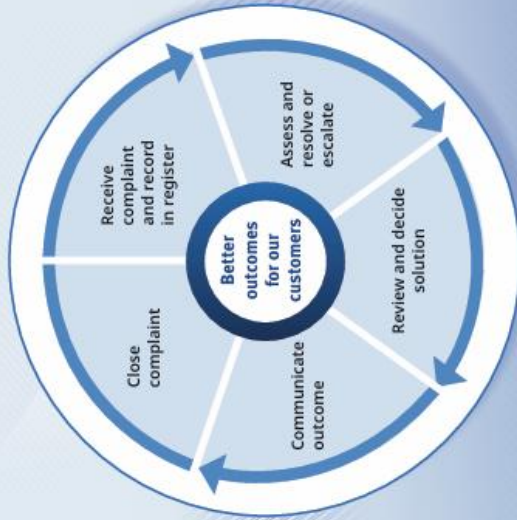 Better
outcomes
for our
customers
Receive
complaint
and record
in register
Assess and
resolve or
escalate
Review and decide
solution
Communicate
outcome
Close
complaint